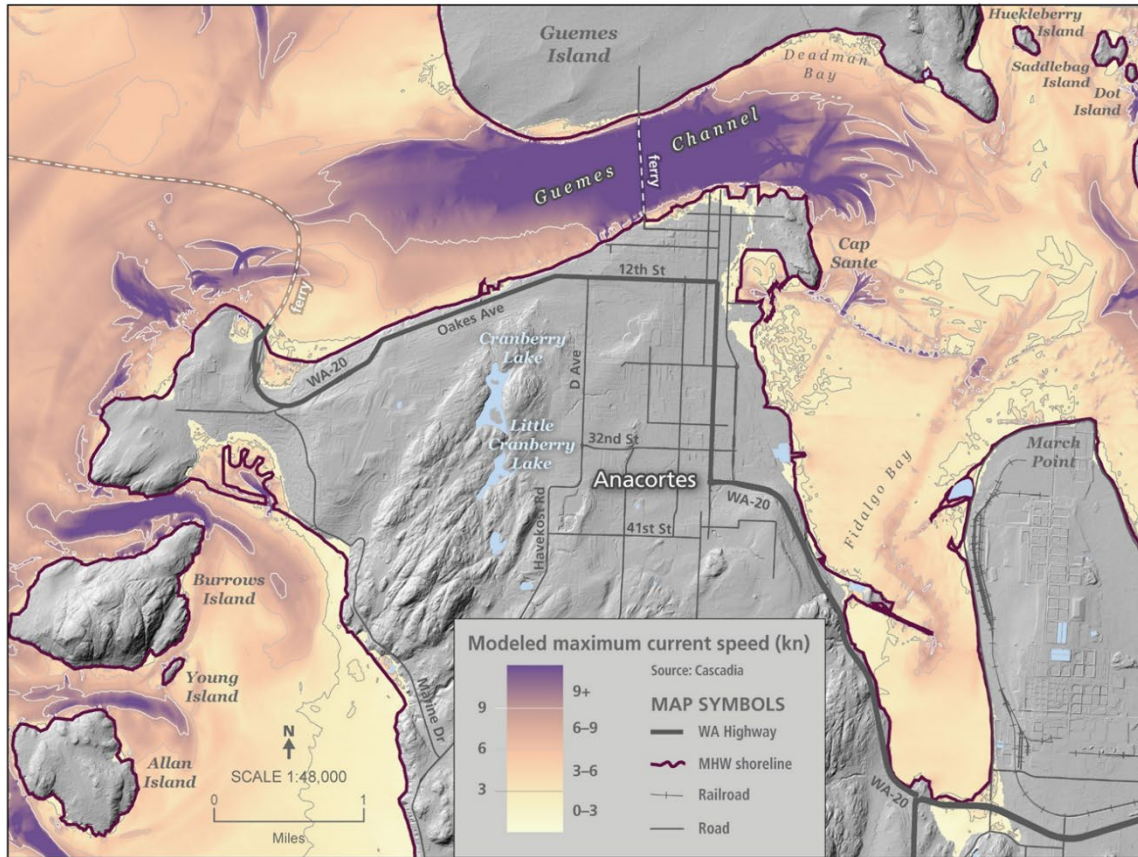 Guemes
Island
Deadman
Bay
Huekleberry
Island
Saddlebag
Island
Dot
Island
Guemes Channel
ferry
Cap
Sante
ferry
12th St
Oakes Ave
WA-20
Cranberry
Lake
D Ave
Little
Cranberry
Lake
32nd St
March
Point
Anacortes
WA-20
Fidalgo Bay
Havekost Rd
41st St
Burrows
Island
Young
Island
Allan
Island
Marine Dr
WA-20
N
SCALE 1:48,000
0 1
Miles
Modeled maximum current speed (kn)
Source: Cascadia
9+
9
6–9
6
3–6
3
0–3
MAP SYMBOLS
WA Highway
MHW shoreline
Railroad
Road